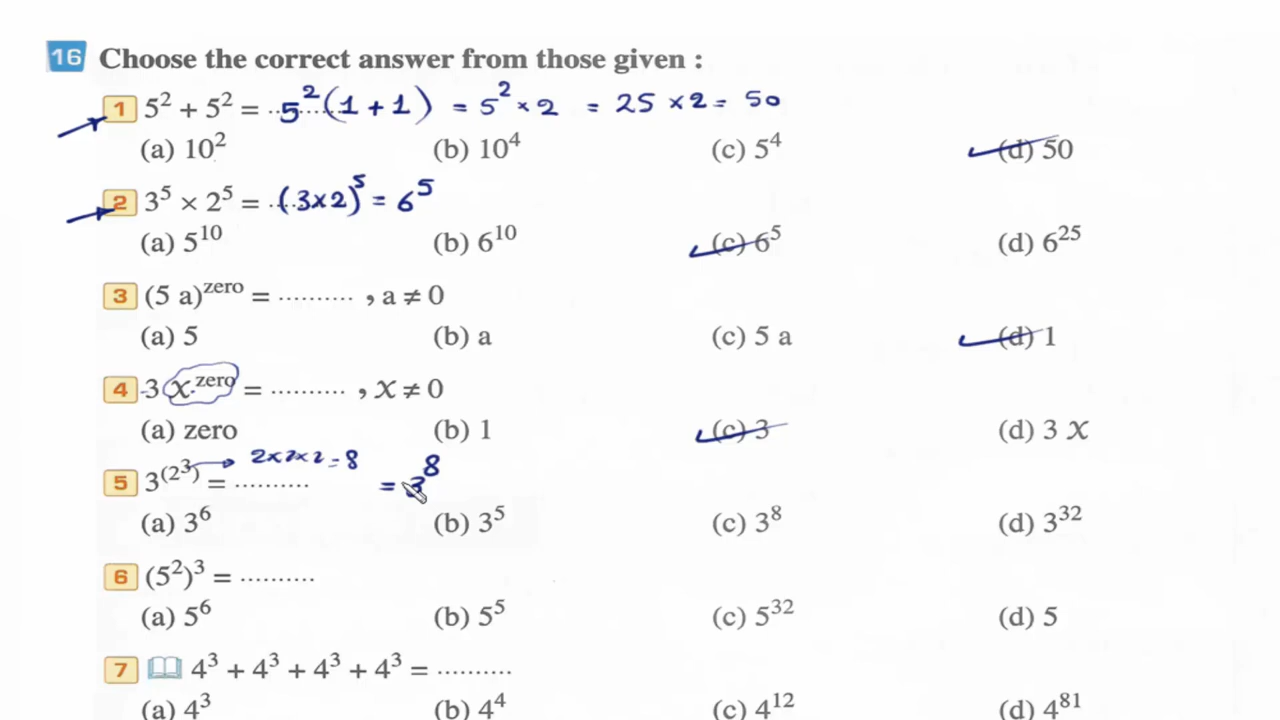 16 Choose the correct answer from those given :
1 5² + 5² = .......... 5²(1 + 1) = 5² × 2 = 25 × 2 = 50
(a) 10² (b) 10⁴ (c) 5⁴ (d) 50
2 3⁵ × 2⁵ = .......... (3×2)⁵ = 6⁵
(a) 5¹⁰ (b) 6¹⁰ (c) 6⁵ (d) 6²⁵
3 (5 a)^zero = .......... , a ≠ 0
(a) 5 (b) a (c) 5 a (d) 1
4 3 x^zero = .......... , x ≠ 0
(a) zero (b) 1 (c) 3 (d) 3 x
2×2×2 = 8
5 3^(2³) = .......... = 3⁸
(a) 3⁶ (b) 3⁵ (c) 3⁸ (d) 3³²
6 (5²)³ = ..........
(a) 5⁶ (b) 5⁵ (c) 5³² (d) 5
7 4³ + 4³ + 4³ + 4³ = ..........
(a) 4³ (b) 4⁴ (c) 4¹² (d) 4⁸¹